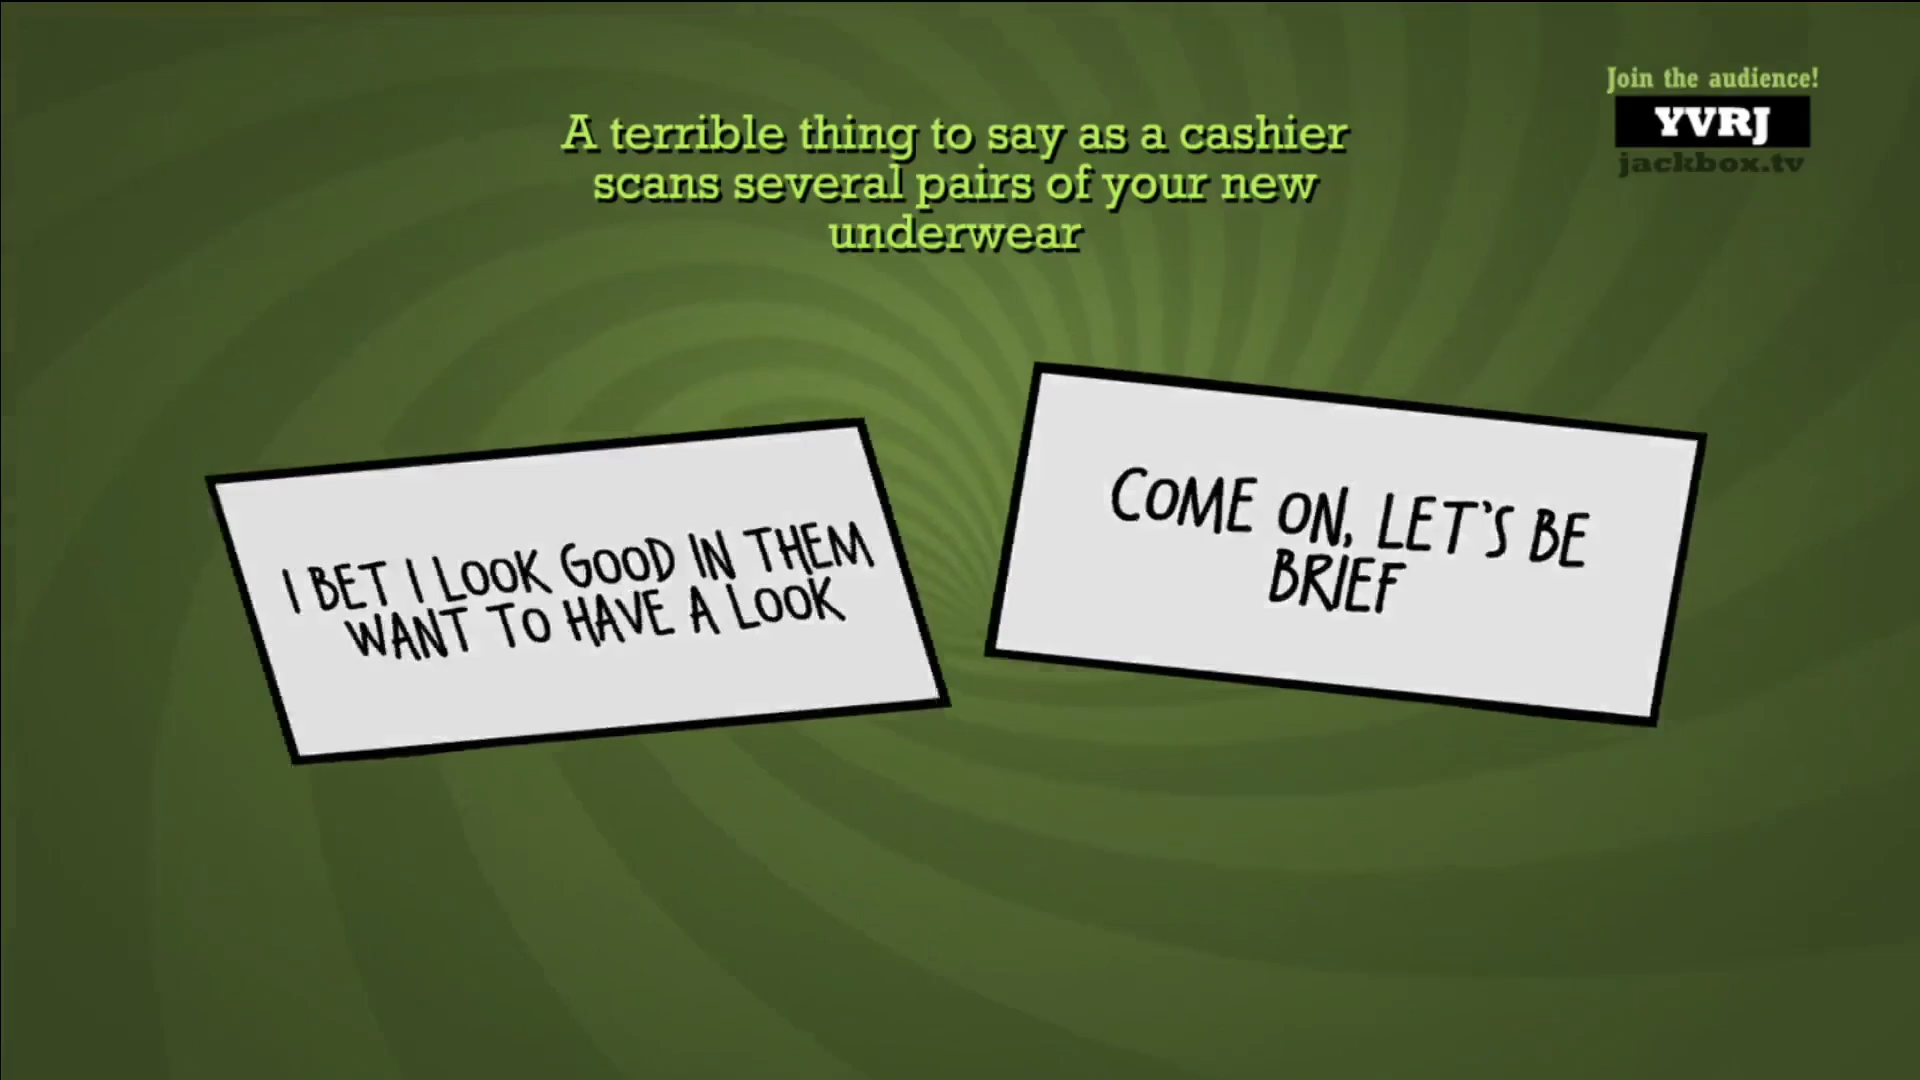 Join the audience!
YVRJ
jackbox.tv
A terrible thing to say as a cashier
scans several pairs of your new
underwear
I BET I LOOK GOOD IN THEM
WANT TO HAVE A LOOK
COME ON, LET'S BE
BRIEF